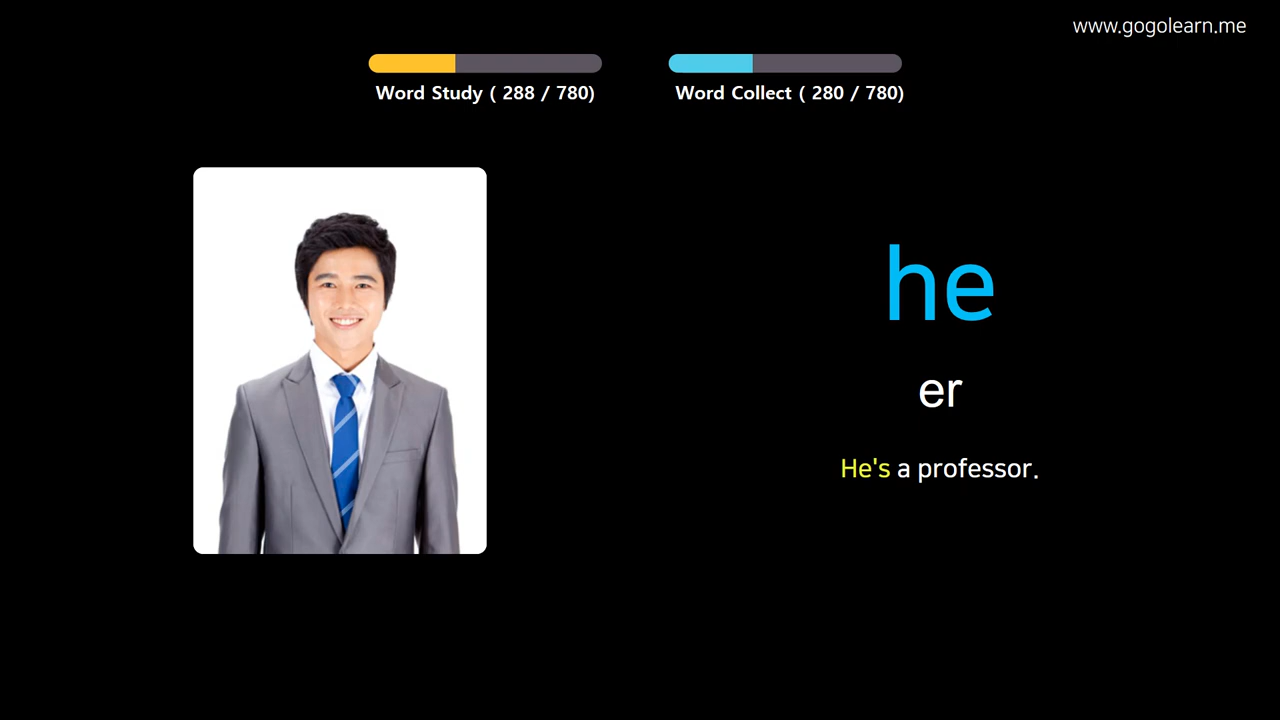 www.gogolearn.me
Word Study ( 288 / 780)
Word Collect ( 280 / 780)
he
er
He's a professor.